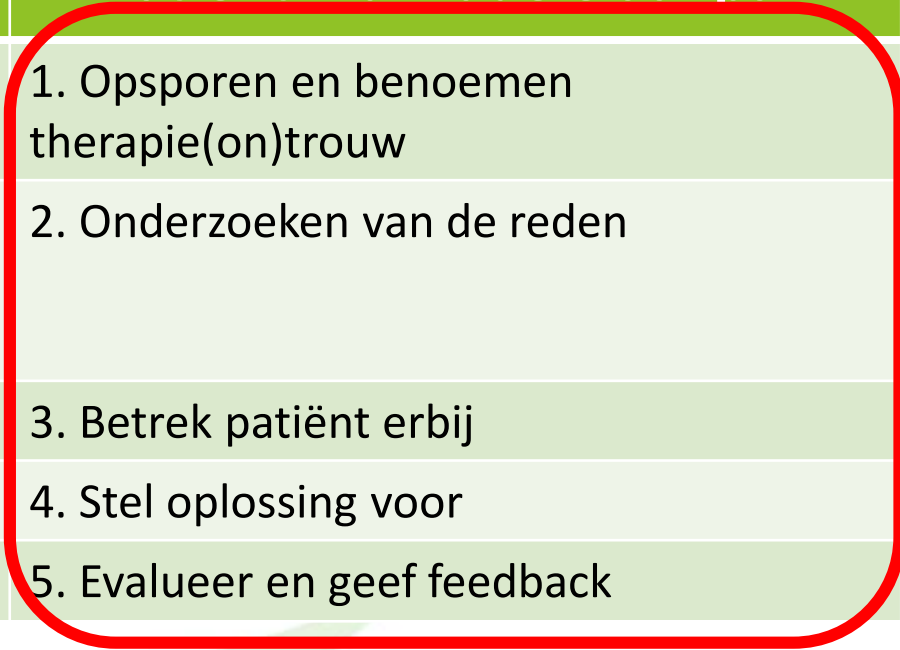 1. Opsporen en benoemen
therapie(on)trouw
2. Onderzoeken van de reden
3. Betrek patiënt erbij
4. Stel oplossing voor
5. Evalueer en geef feedback